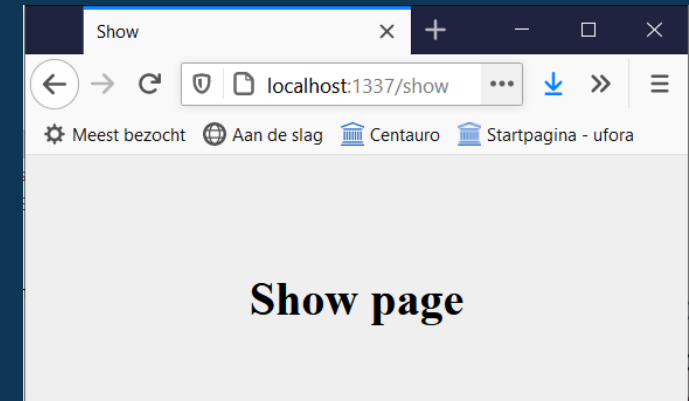 Show
localhost:1337/show
Meest bezocht Aan de slag Centauro Startpagina - ufora
Show page